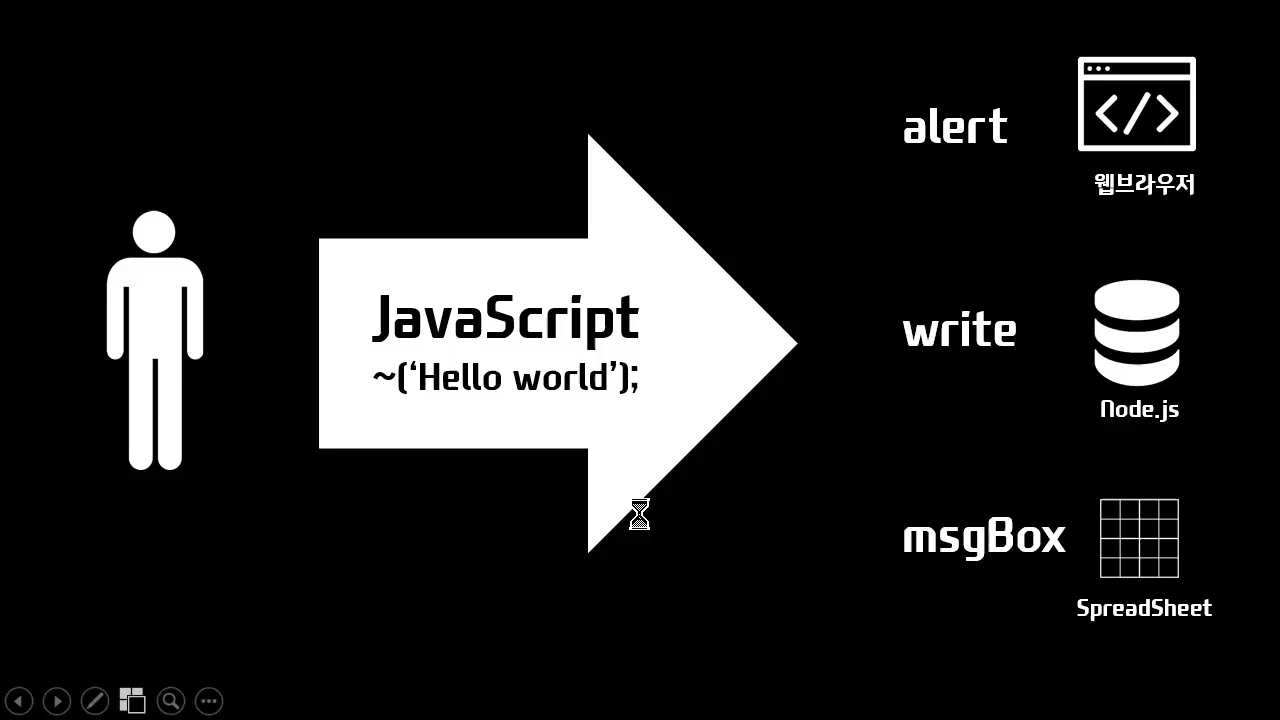 JavaScript
~(‘Hello world’);
alert
웹브라우저
write
Node.js
msgBox
SpreadSheet